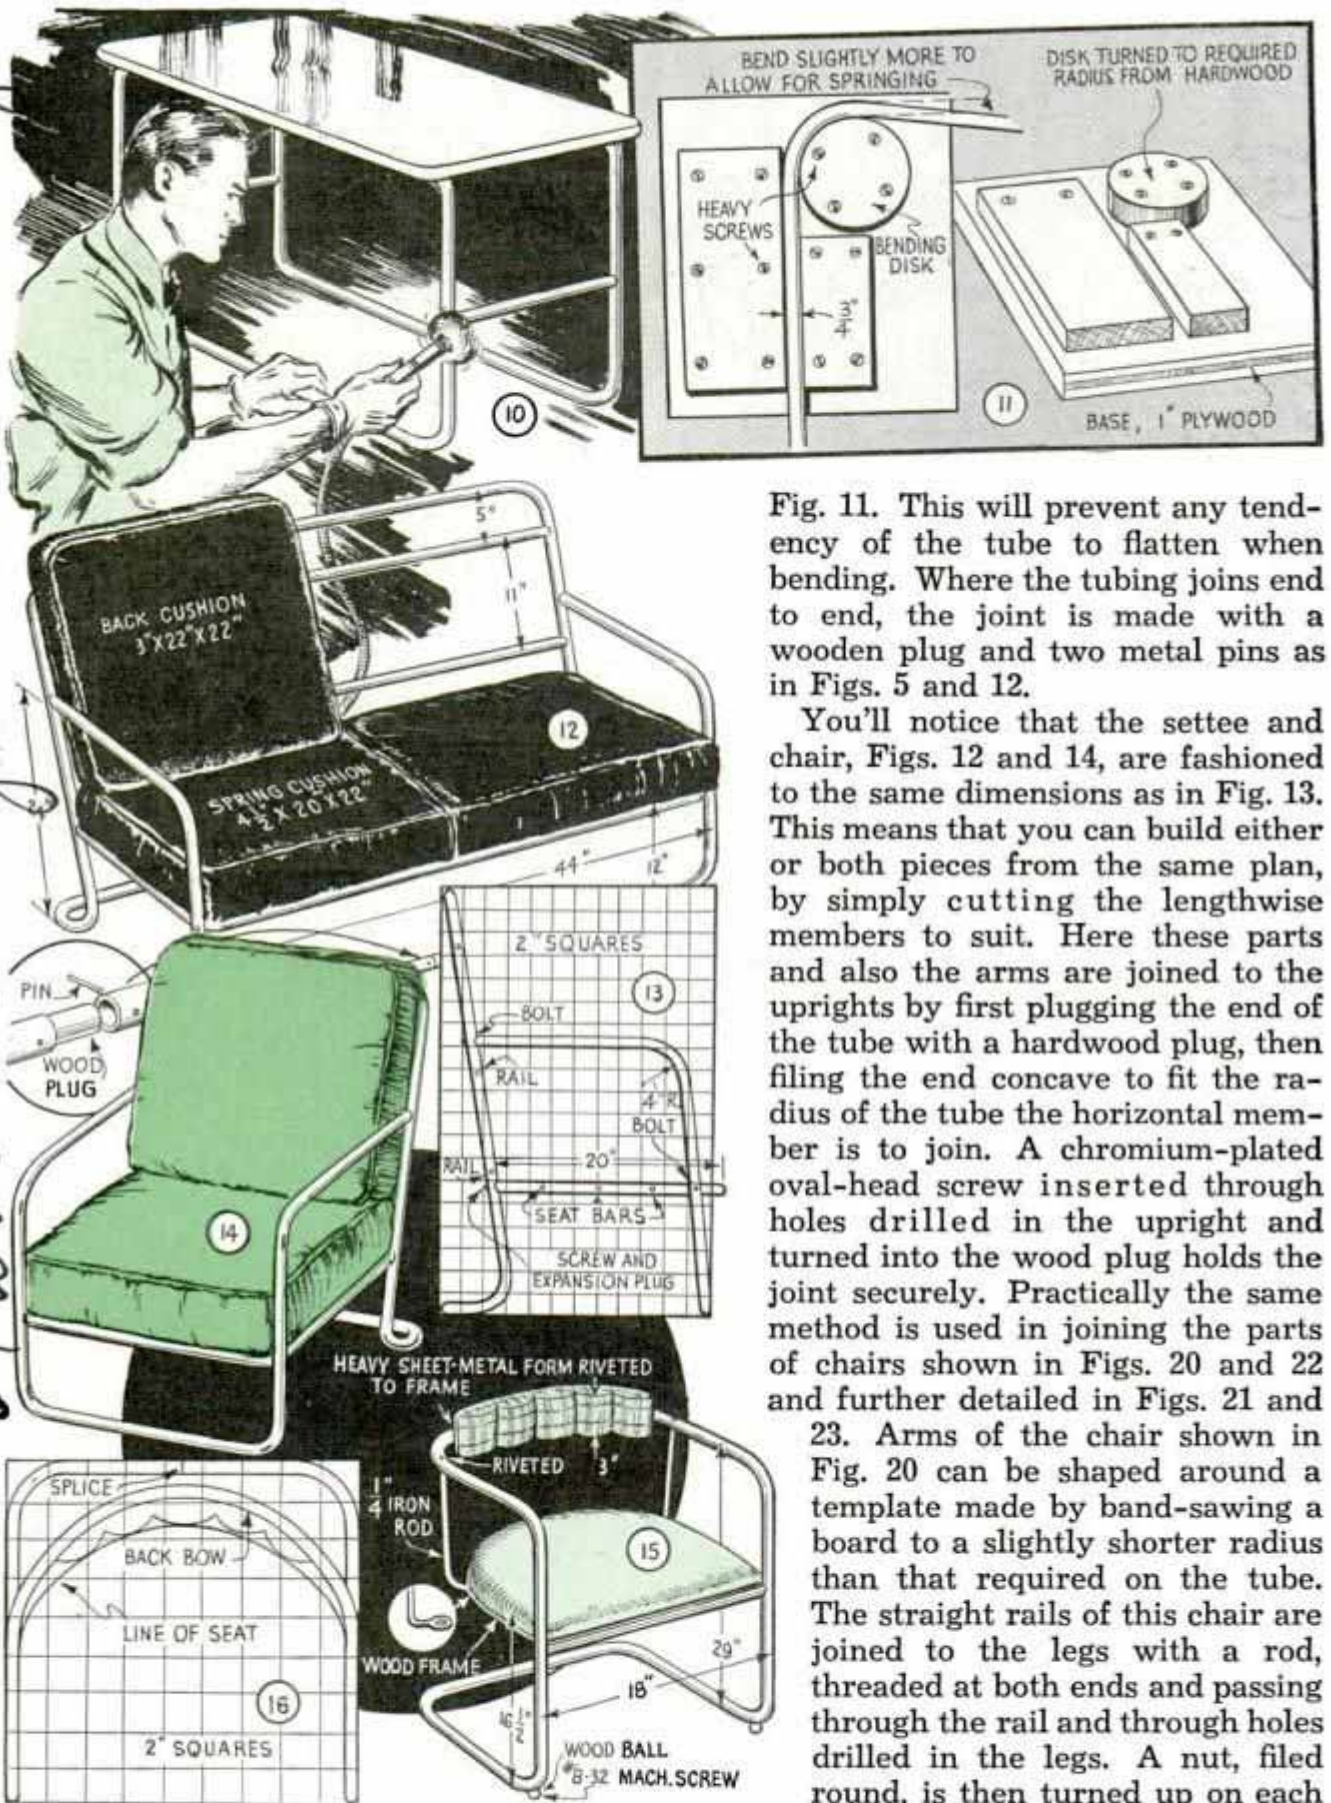 BEND SLIGHTLY MORE TO
ALLOW FOR SPRINGING
DISK TURNED TO REQUIRED
RADIUS FROM HARDWOOD
HEAVY
SCREWS
BENDING
DISK
3/4"
11
BASE, 1" PLYWOOD
10
5"
11"
BACK CUSHION
3"X22"X22"
12
SPRING CUSHION
4 1/2" X 20 X 22"
44"
12"
PIN
WOOD
PLUG
2" SQUARES
13
BOLT
RAIL
4" R.
BOLT
RAIL
20"
SEAT BARS
SCREW AND
EXPANSION PLUG
14
HEAVY SHEET-METAL FORM RIVETED
TO FRAME
RIVETED
3"
1/4" IRON
ROD
15
WOOD FRAME
29"
18"
16 1/2"
WOOD BALL
#8-32 MACH. SCREW
SPLICE
BACK BOW
LINE OF SEAT
16
2" SQUARES
Fig. 11. This will prevent any tend-
ency of the tube to flatten when
bending. Where the tubing joins end
to end, the joint is made with a
wooden plug and two metal pins as
in Figs. 5 and 12.
You'll notice that the settee and
chair, Figs. 12 and 14, are fashioned
to the same dimensions as in Fig. 13.
This means that you can build either
or both pieces from the same plan,
by simply cutting the lengthwise
members to suit. Here these parts
and also the arms are joined to the
uprights by first plugging the end of
the tube with a hardwood plug, then
filing the end concave to fit the ra-
dius of the tube the horizontal mem-
ber is to join. A chromium-plated
oval-head screw inserted through
holes drilled in the upright and
turned into the wood plug holds the
joint securely. Practically the same
method is used in joining the parts
of chairs shown in Figs. 20 and 22
and further detailed in Figs. 21 and
23. Arms of the chair shown in
Fig. 20 can be shaped around a
template made by band-sawing a
board to a slightly shorter radius
than that required on the tube.
The straight rails of this chair are
joined to the legs with a rod,
threaded at both ends and passing
through the rail and through holes
drilled in the legs. A nut, filed
round, is then turned up on each